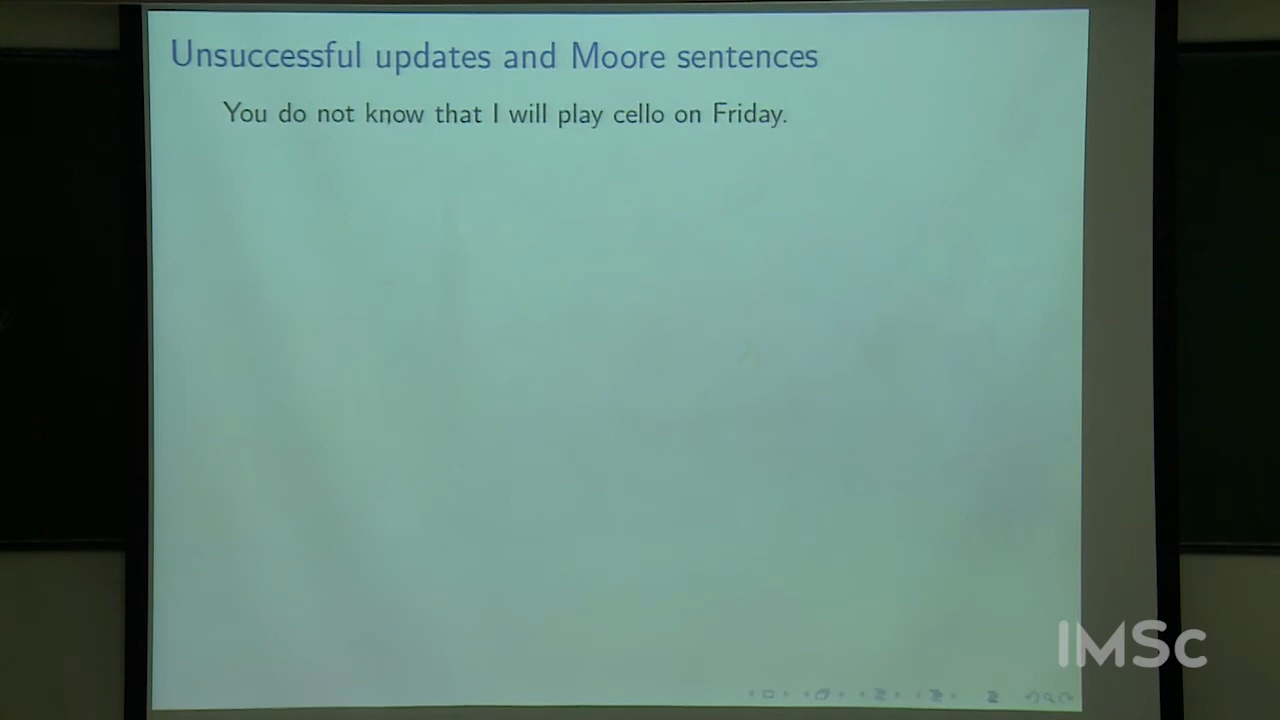 Unsuccessful updates and Moore sentences
You do not know that I will play cello on Friday.
IMSc